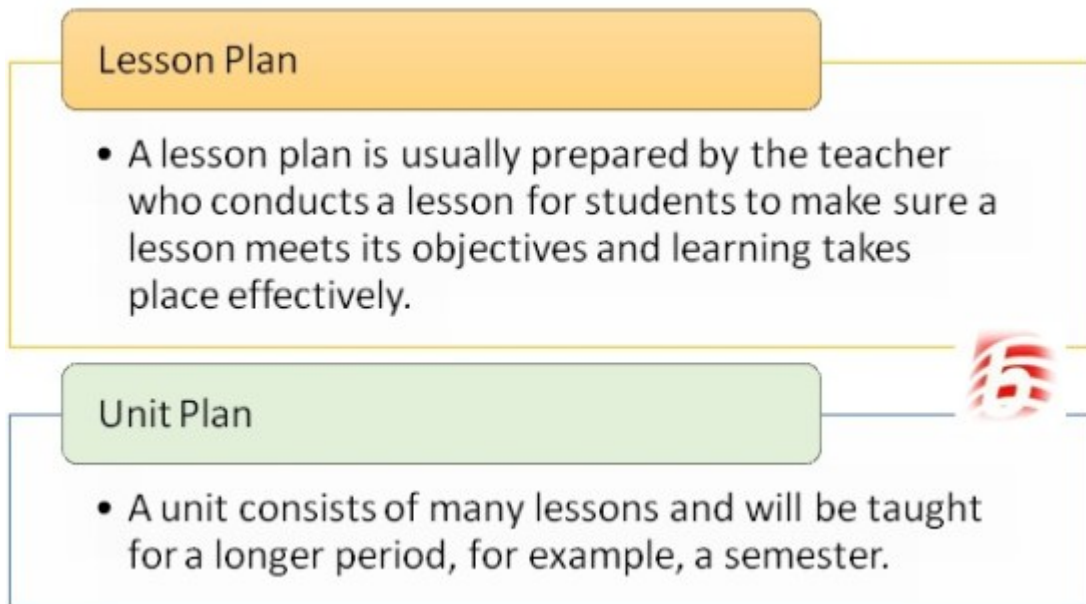 Lesson Plan
• A lesson plan is usually prepared by the teacher
who conducts a lesson for students to make sure a
lesson meets its objectives and learning takes
place effectively.
Unit Plan
• A unit consists of many lessons and will be taught
for a longer period, for example, a semester.